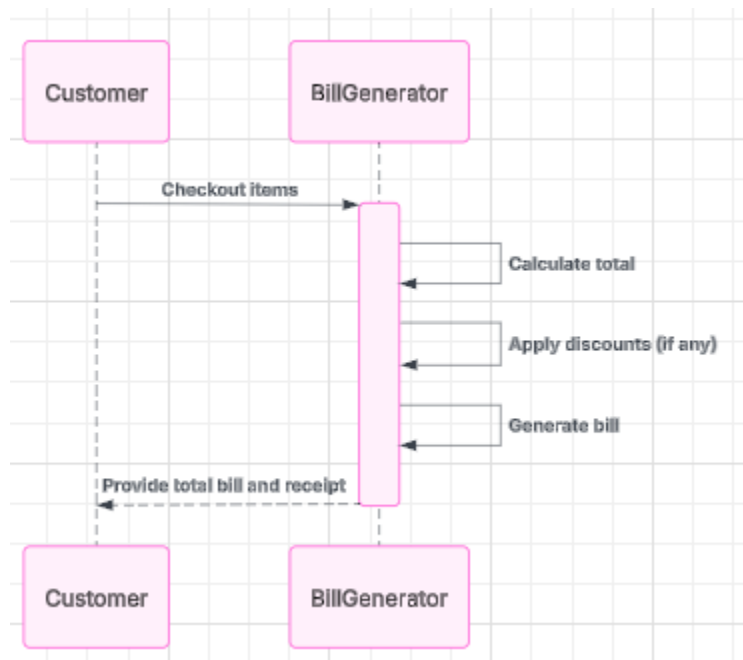 Customer
BillGenerator
Checkout items
Calculate total
Apply discounts (if any)
Generate bill
Provide total bill and receipt
Customer
BillGenerator